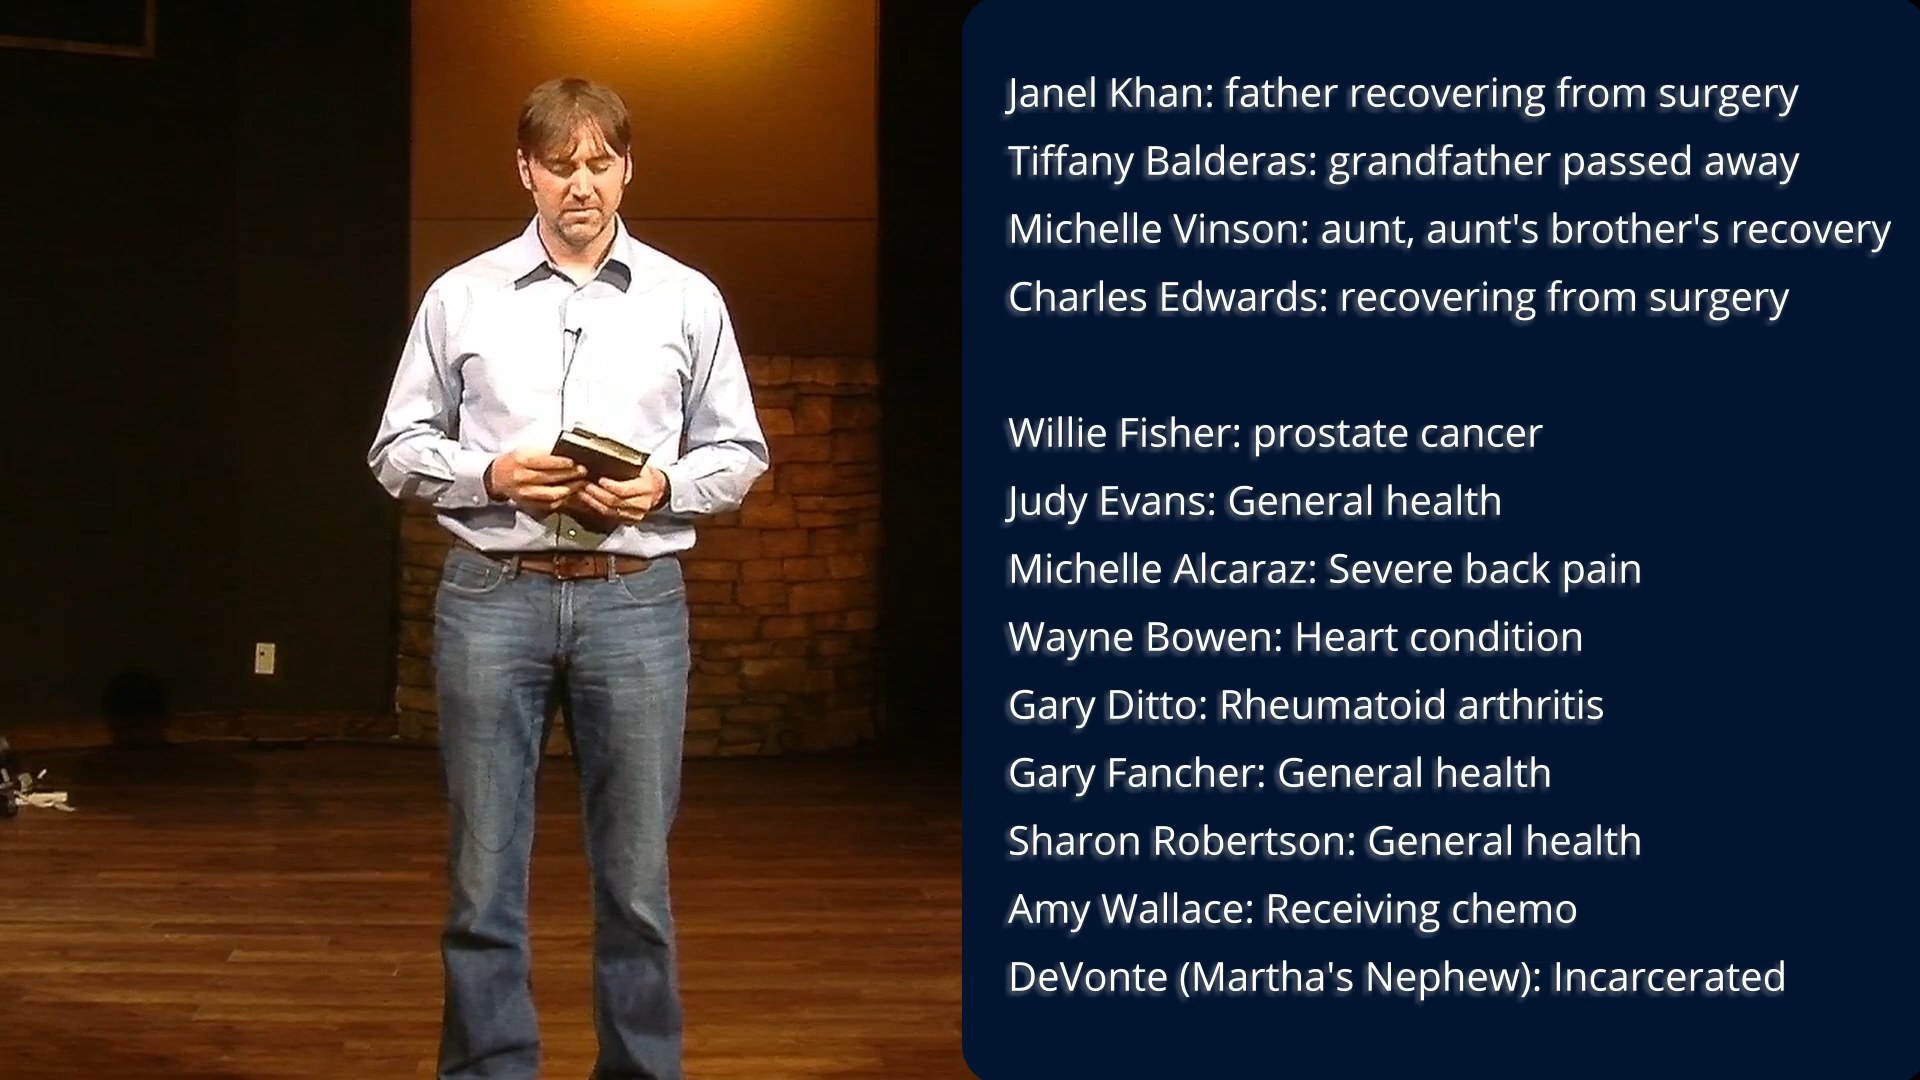 Janel Khan: father recovering from surgery
Tiffany Balderas: grandfather passed away
Michelle Vinson: aunt, aunt's brother's recovery
Charles Edwards: recovering from surgery
Willie Fisher: prostate cancer
Judy Evans: General health
Michelle Alcaraz: Severe back pain
Wayne Bowen: Heart condition
Gary Ditto: Rheumatoid arthritis
Gary Fancher: General health
Sharon Robertson: General health
Amy Wallace: Receiving chemo
DeVonte (Martha's Nephew): Incarcerated